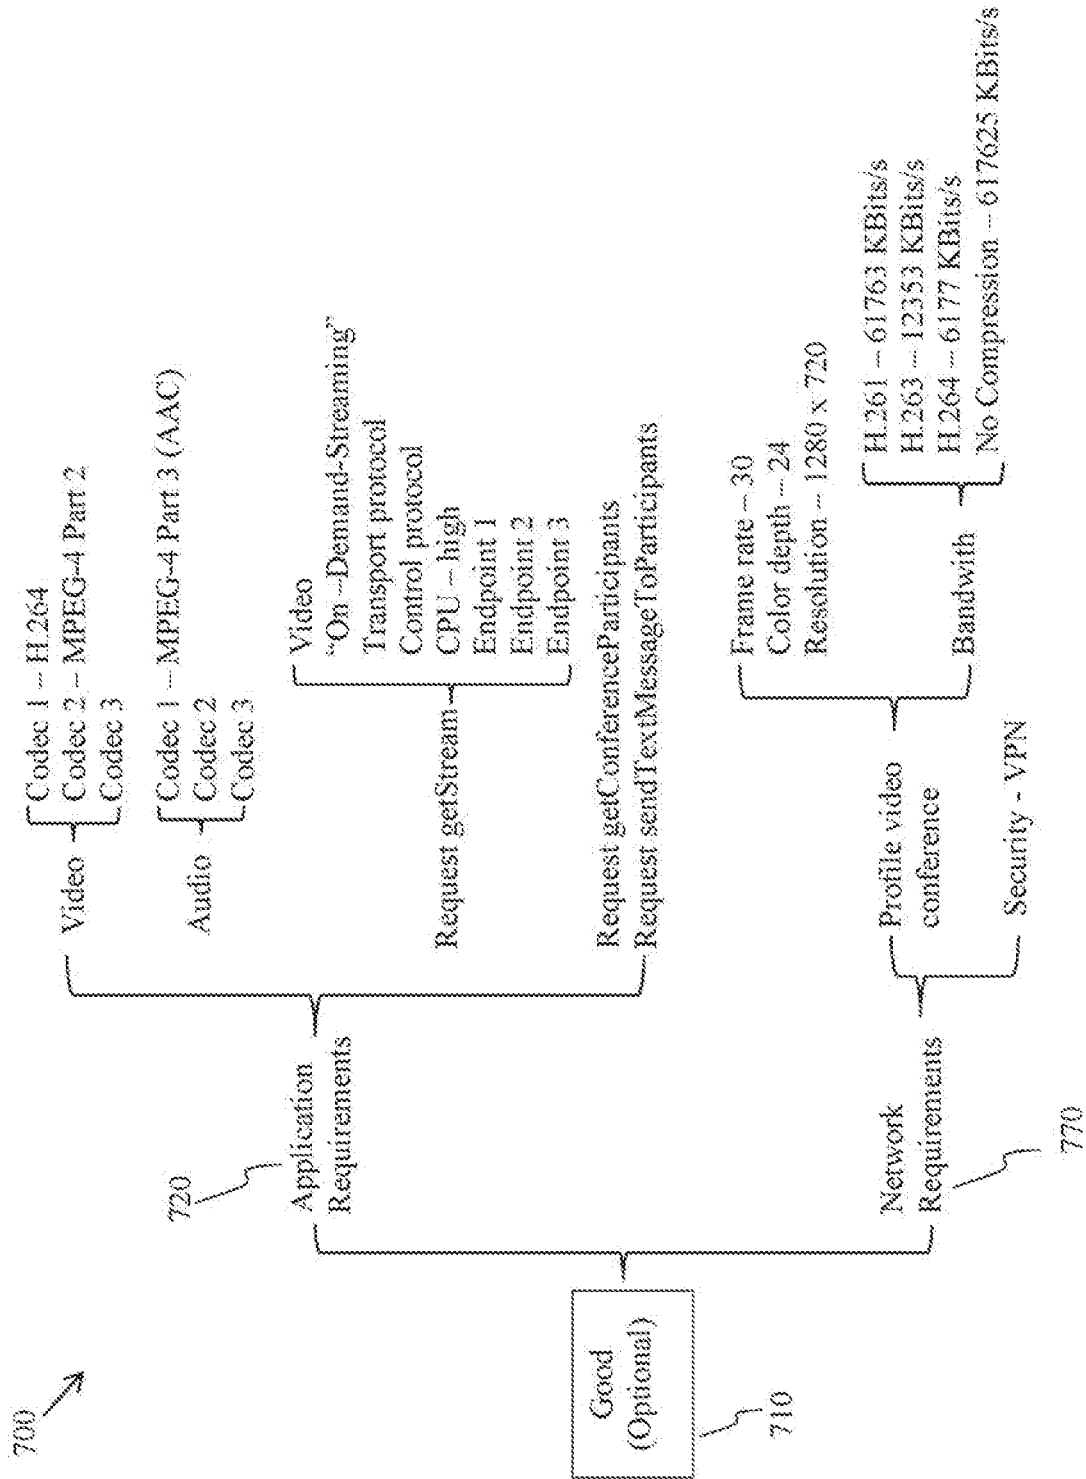 700
Good
(Optional)
710
720
Application
Requirements
Video
Codec 1 – H.264
Codec 2 – MPEG-4 Part 2
Codec 3
Audio
Codec 1 – MPEG-4 Part 3 (AAC)
Codec 2
Codec 3
Request getStream
Video
“On –Demand-Streaming”
Transport protocol
Control protocol
CPU – high
Endpoint 1
Endpoint 2
Endpoint 3
Request getConferenceParticipants
Request sendTextMessageToParticipants
Network
Requirements
770
Profile video
conference
Frame rate – 30
Color depth – 24
Resolution – 1280 x 720
Bandwith
H.261 – 61763 KBits/s
H.263 – 12353 KBits/s
H.264 – 6177 KBits/s
No Compression – 617625 KBits/s
Security - VPN